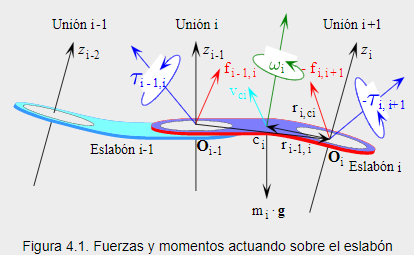 Unión i-1 Unión i Unión i+1
z i-2 z i-1 z i
τ i-1,i f i-1, i ω i f i,i+1 -τ i, i+1
v ci r i,ci
c i r i-1, i
Eslabón i-1 O i-1 O i Eslabón i
m i · g
Figura 4.1. Fuerzas y momentos actuando sobre el eslabón